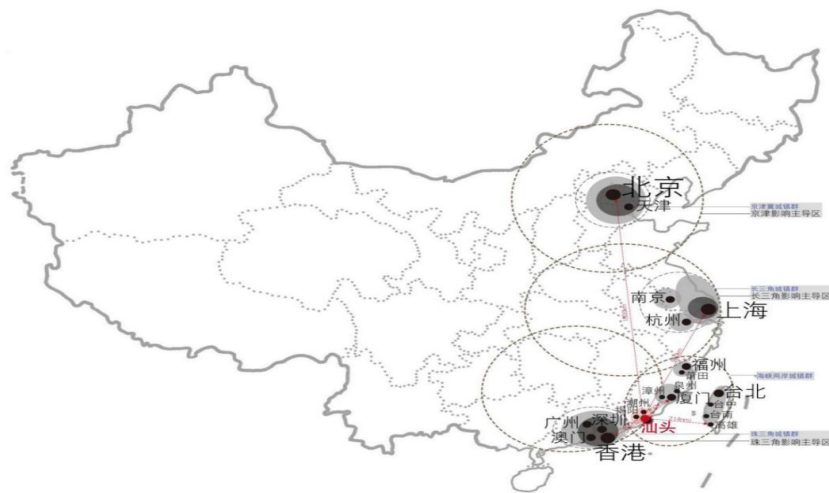 北京
天津
京津冀城镇群
京津影响主导区
长三角城镇群
长三角影响主导区
南京
上海
杭州
福州
莆田
海峡两岸城镇群
泉州
漳州
厦门
台北
台中
潮州
揭阳
台南
汕头
高雄
广州
深圳
澳门
香港
珠三角城镇群
珠三角影响主导区